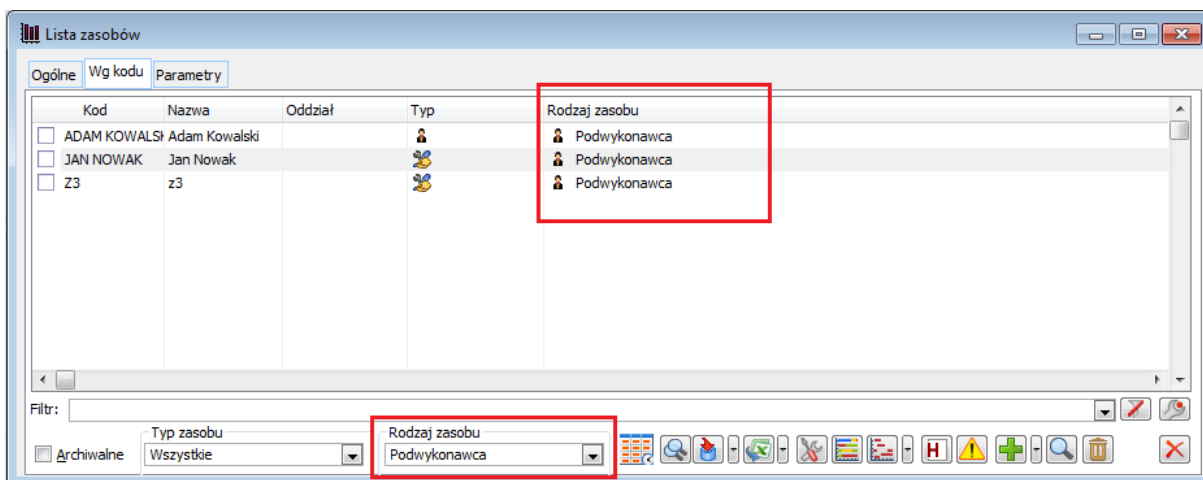 Lista zasobów
Ogólne Wg kodu Parametry
Kod Nazwa Oddział Typ Rodzaj zasobu
ADAM KOWALSK Adam Kowalski Podwykonawca
JAN NOWAK Jan Nowak Podwykonawca
Z3 z3 Podwykonawca
Filtr:
Typ zasobu Rodzaj zasobu
Archiwalne Wszystkie Podwykonawca H